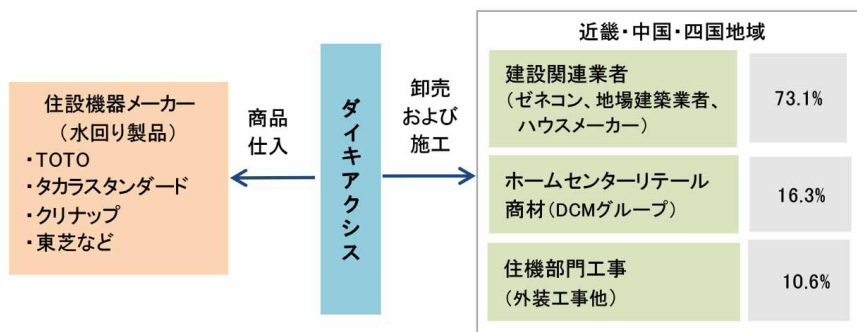 住設機器メーカー
（水回り製品）
・TOTO
・タカラスタンダード
・クリナップ
・東芝など
商品
仕入
ダイキアクシス
卸売
および
施工
近畿・中国・四国地域
建設関連業者
（ゼネコン、地場建築業者、
ハウスメーカー）
73.1%
ホームセンターリテール
商材（DCMグループ）
16.3%
住機部門工事
（外装工事他）
10.6%